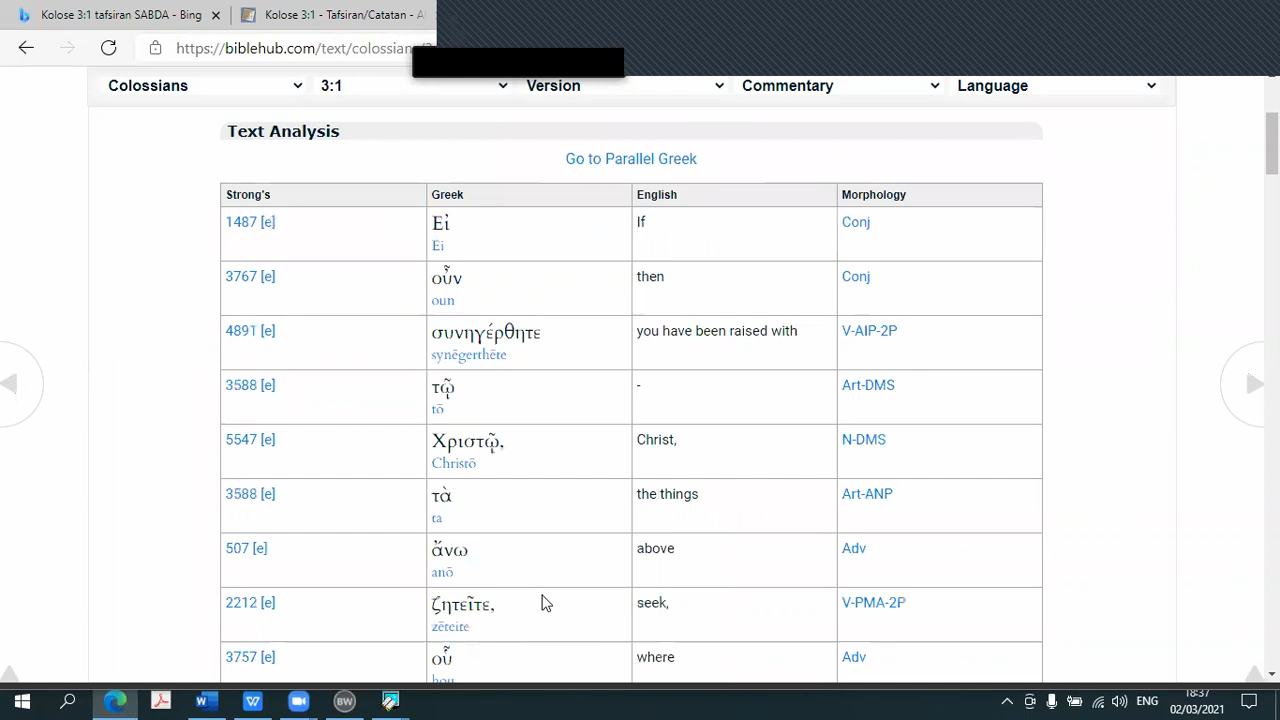 Kolose 3:1 tafsiran SABDA - Bing
Kolose 3:1 - Tafsiran/Catatan -
https://biblehub.com/text/colossian
Colossians 3:1 Version Commentary Language
Text Analysis
Go to Parallel Greek
Strong's Greek English Morphology
1487 [e] Εἰ If Conj
Ei
3767 [e] οὖν then Conj
oun
4891 [e] συνηγέρθητε you have been raised with V-AIP-2P
synēgerthēte
3588 [e] τῷ - Art-DMS
tō
5547 [e] Χριστῷ, Christ, N-DMS
Christō
3588 [e] τὰ the things Art-ANP
ta
507 [e] ἄνω above Adv
anō
2212 [e] ζητεῖτε, seek, V-PMA-2P
zēteite
3757 [e] οὗ where Adv
hou
ENG
18:37
02/03/2021